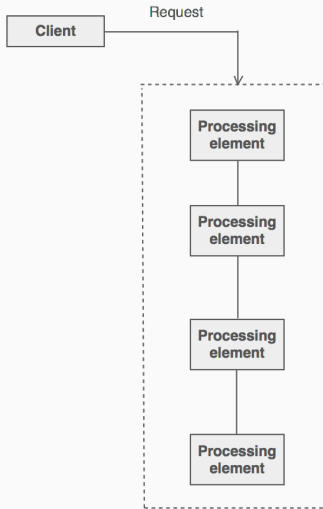 Request
Client
Processing
element
Processing
element
Processing
element
Processing
element